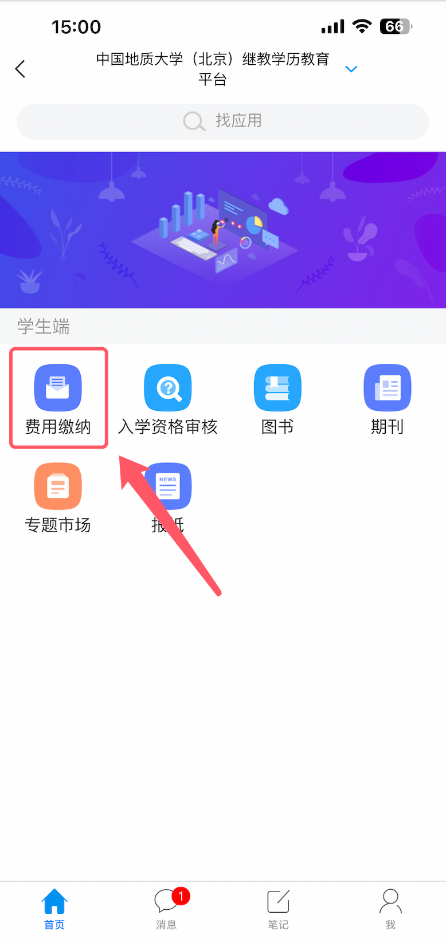 15:00
66
中国地质大学（北京）继教学历教育
平台
找应用
学生端
费用缴纳
入学资格审核
图书
期刊
NEWS
专题市场
报纸
1
首页
消息
笔记
我